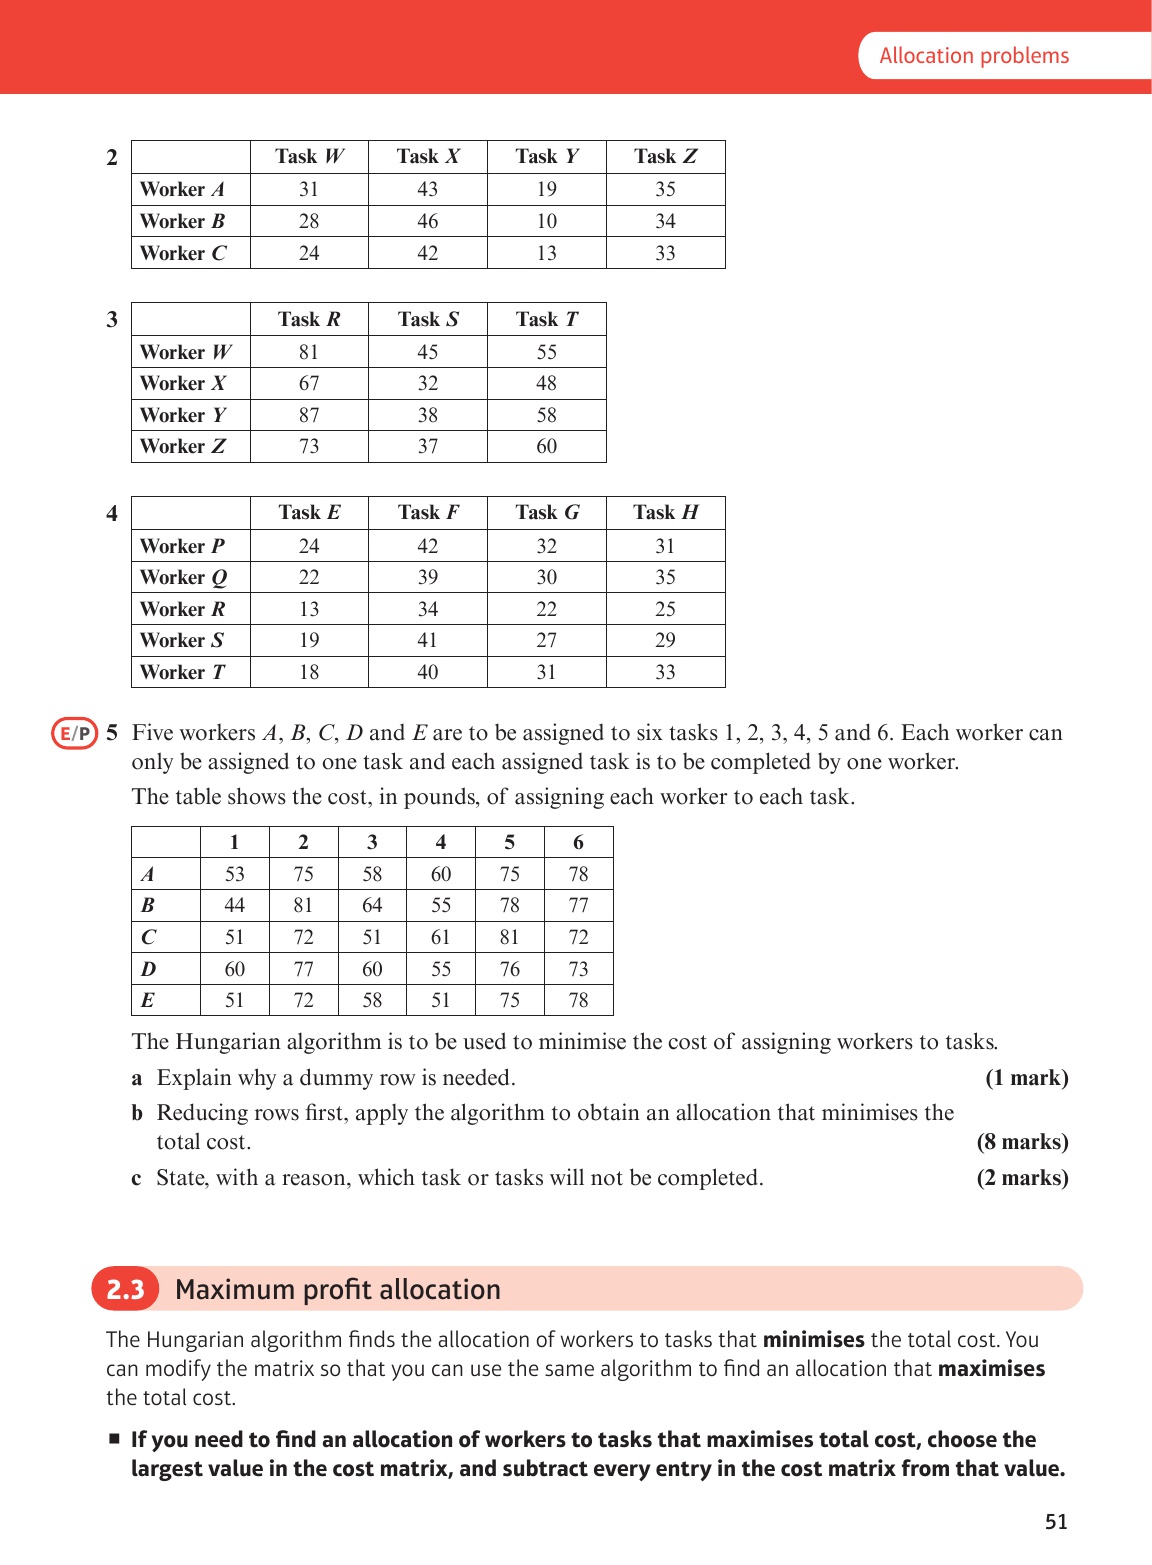 Allocation problems
2
Task W Task X Task Y Task Z
Worker A 31 43 19 35
Worker B 28 46 10 34
Worker C 24 42 13 33
3
Task R Task S Task T
Worker W 81 45 55
Worker X 67 32 48
Worker Y 87 38 58
Worker Z 73 37 60
4
Task E Task F Task G Task H
Worker P 24 42 32 31
Worker Q 22 39 30 35
Worker R 13 34 22 25
Worker S 19 41 27 29
Worker T 18 40 31 33
E/P 5 Five workers A, B, C, D and E are to be assigned to six tasks 1, 2, 3, 4, 5 and 6. Each worker can
only be assigned to one task and each assigned task is to be completed by one worker.
The table shows the cost, in pounds, of assigning each worker to each task.
1 2 3 4 5 6
A 53 75 58 60 75 78
B 44 81 64 55 78 77
C 51 72 51 61 81 72
D 60 77 60 55 76 73
E 51 72 58 51 75 78
The Hungarian algorithm is to be used to minimise the cost of assigning workers to tasks.
a Explain why a dummy row is needed. (1 mark)
b Reducing rows first, apply the algorithm to obtain an allocation that minimises the
total cost. (8 marks)
c State, with a reason, which task or tasks will not be completed. (2 marks)
2.3 Maximum profit allocation
The Hungarian algorithm finds the allocation of workers to tasks that minimises the total cost. You
can modify the matrix so that you can use the same algorithm to find an allocation that maximises
the total cost.
■ If you need to find an allocation of workers to tasks that maximises total cost, choose the
largest value in the cost matrix, and subtract every entry in the cost matrix from that value.
51